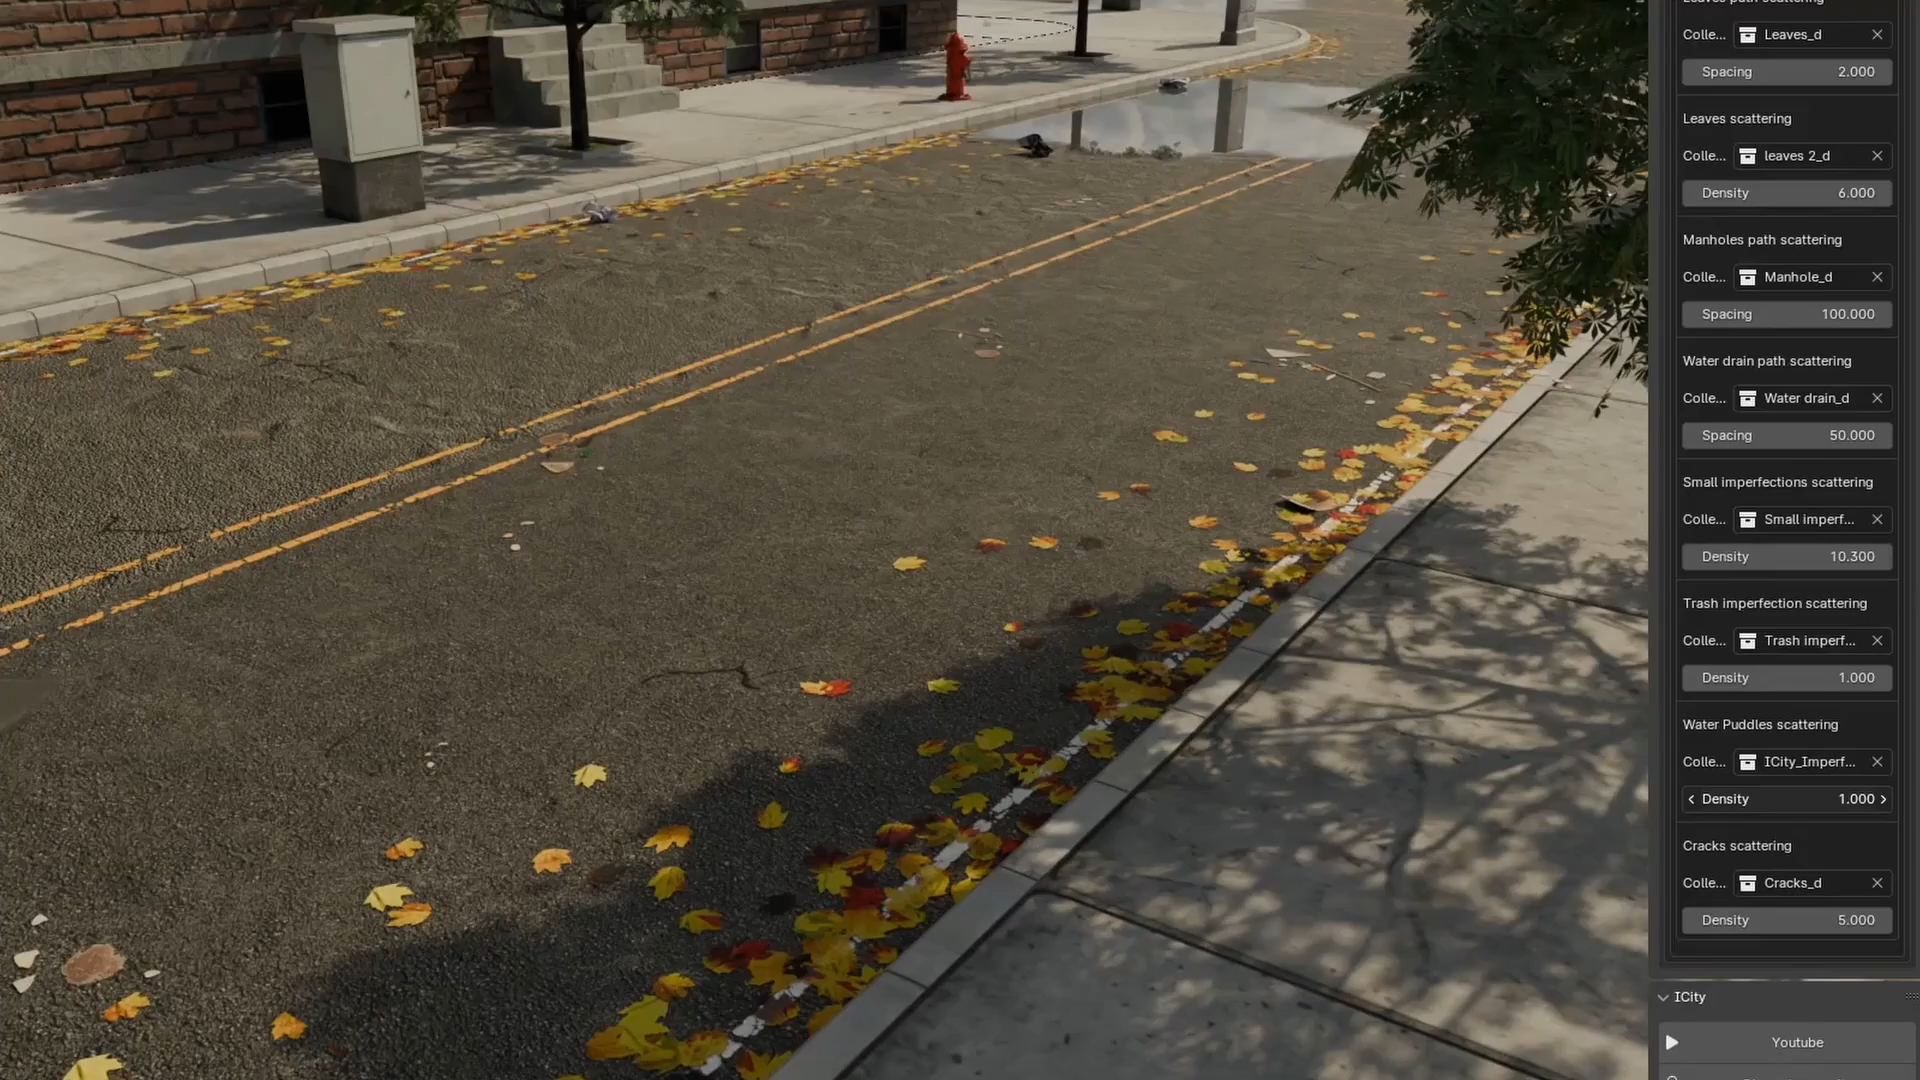 Leaves path scattering
Colle... Leaves_d
Spacing 2.000
Leaves scattering
Colle... leaves 2_d
Density 6.000
Manholes path scattering
Colle... Manhole_d
Spacing 100.000
Water drain path scattering
Colle... Water drain_d
Spacing 50.000
Small imperfections scattering
Colle... Small imperf...
Density 10.300
Trash imperfection scattering
Colle... Trash imperf...
Density 1.000
Water Puddles scattering
Colle... ICity_Imperf...
Density 1.000
Cracks scattering
Colle... Cracks_d
Density 5.000
ICity
Youtube